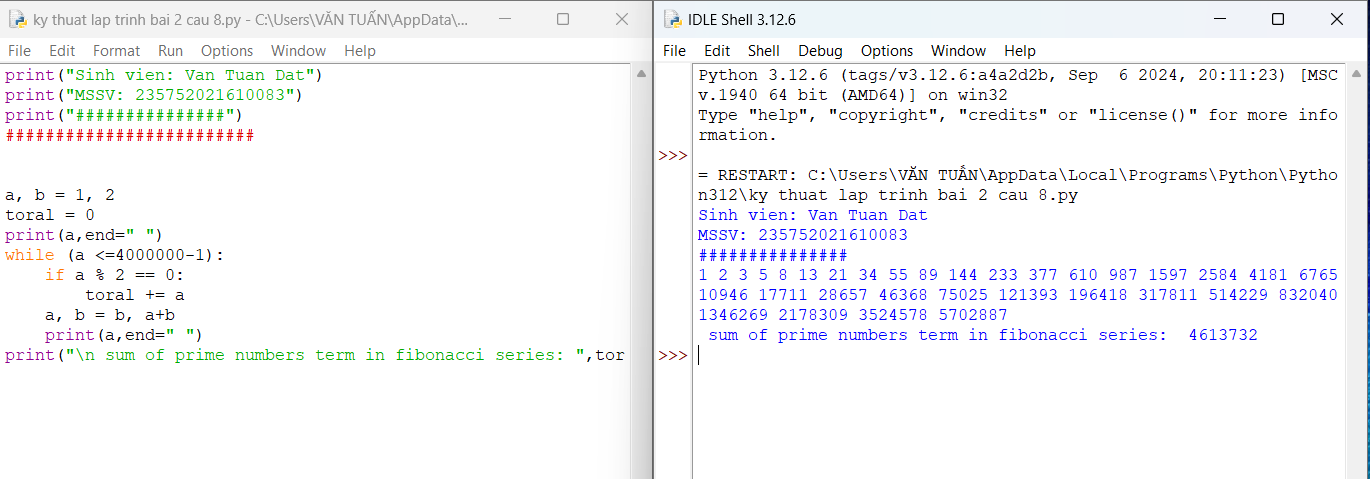 ky thuat lap trinh bai 2 cau 8.py - C:\Users\VĂN TUẤN\AppData\...
File Edit Format Run Options Window Help
print("Sinh vien: Van Tuan Dat")
print("MSSV: 235752021610083")
print("###############")
#########################
a, b = 1, 2
toral = 0
print(a,end=" ")
while (a <=4000000-1):
    if a % 2 == 0:
        toral += a
    a, b = b, a+b
    print(a,end=" ")
print("\n sum of prime numbers term in fibonacci series: ",tor
IDLE Shell 3.12.6
File Edit Shell Debug Options Window Help
Python 3.12.6 (tags/v3.12.6:a4a2d2b, Sep  6 2024, 20:11:23) [MSC
v.1940 64 bit (AMD64)] on win32
Type "help", "copyright", "credits" or "license()" for more info
rmation.
>>>
= RESTART: C:\Users\VĂN TUẤN\AppData\Local\Programs\Python\Pytho
n312\ky thuat lap trinh bai 2 cau 8.py
Sinh vien: Van Tuan Dat
MSSV: 235752021610083
###############
1 2 3 5 8 13 21 34 55 89 144 233 377 610 987 1597 2584 4181 6765
10946 17711 28657 46368 75025 121393 196418 317811 514229 832040
1346269 2178309 3524578 5702887
 sum of prime numbers term in fibonacci series:  4613732
>>>